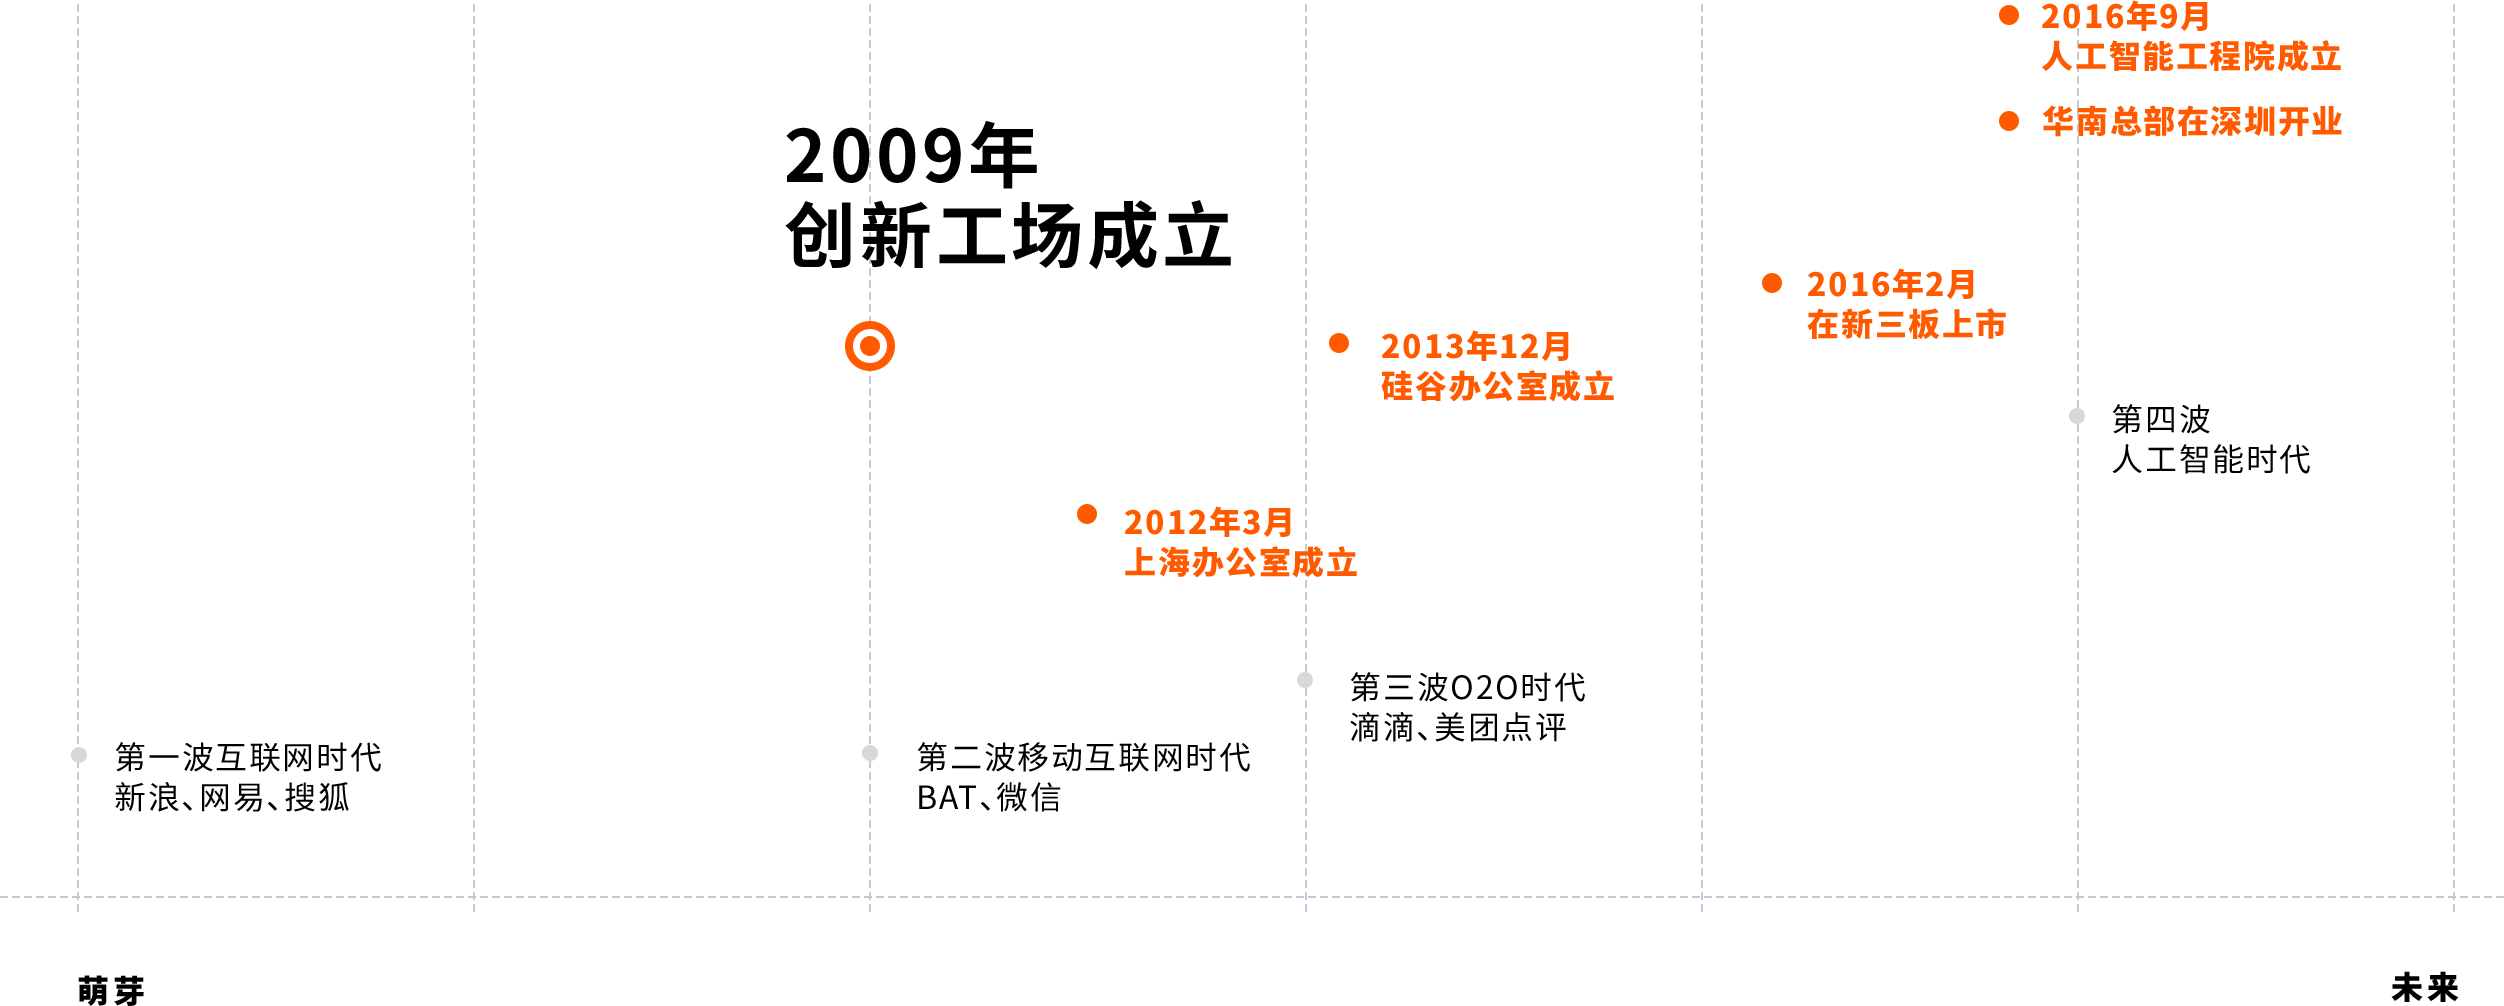 2016年9月
人工智能工程院成立
华南总部在深圳开业
2009年
创新工场成立
2016年2月
在新三板上市
2013年12月
硅谷办公室成立
第四波
人工智能时代
2012年3月
上海办公室成立
第三波O2O时代
滴滴、美团点评
第一波互联网时代
新浪、网易、搜狐
第二波移动互联网时代
BAT、微信
萌芽
未来